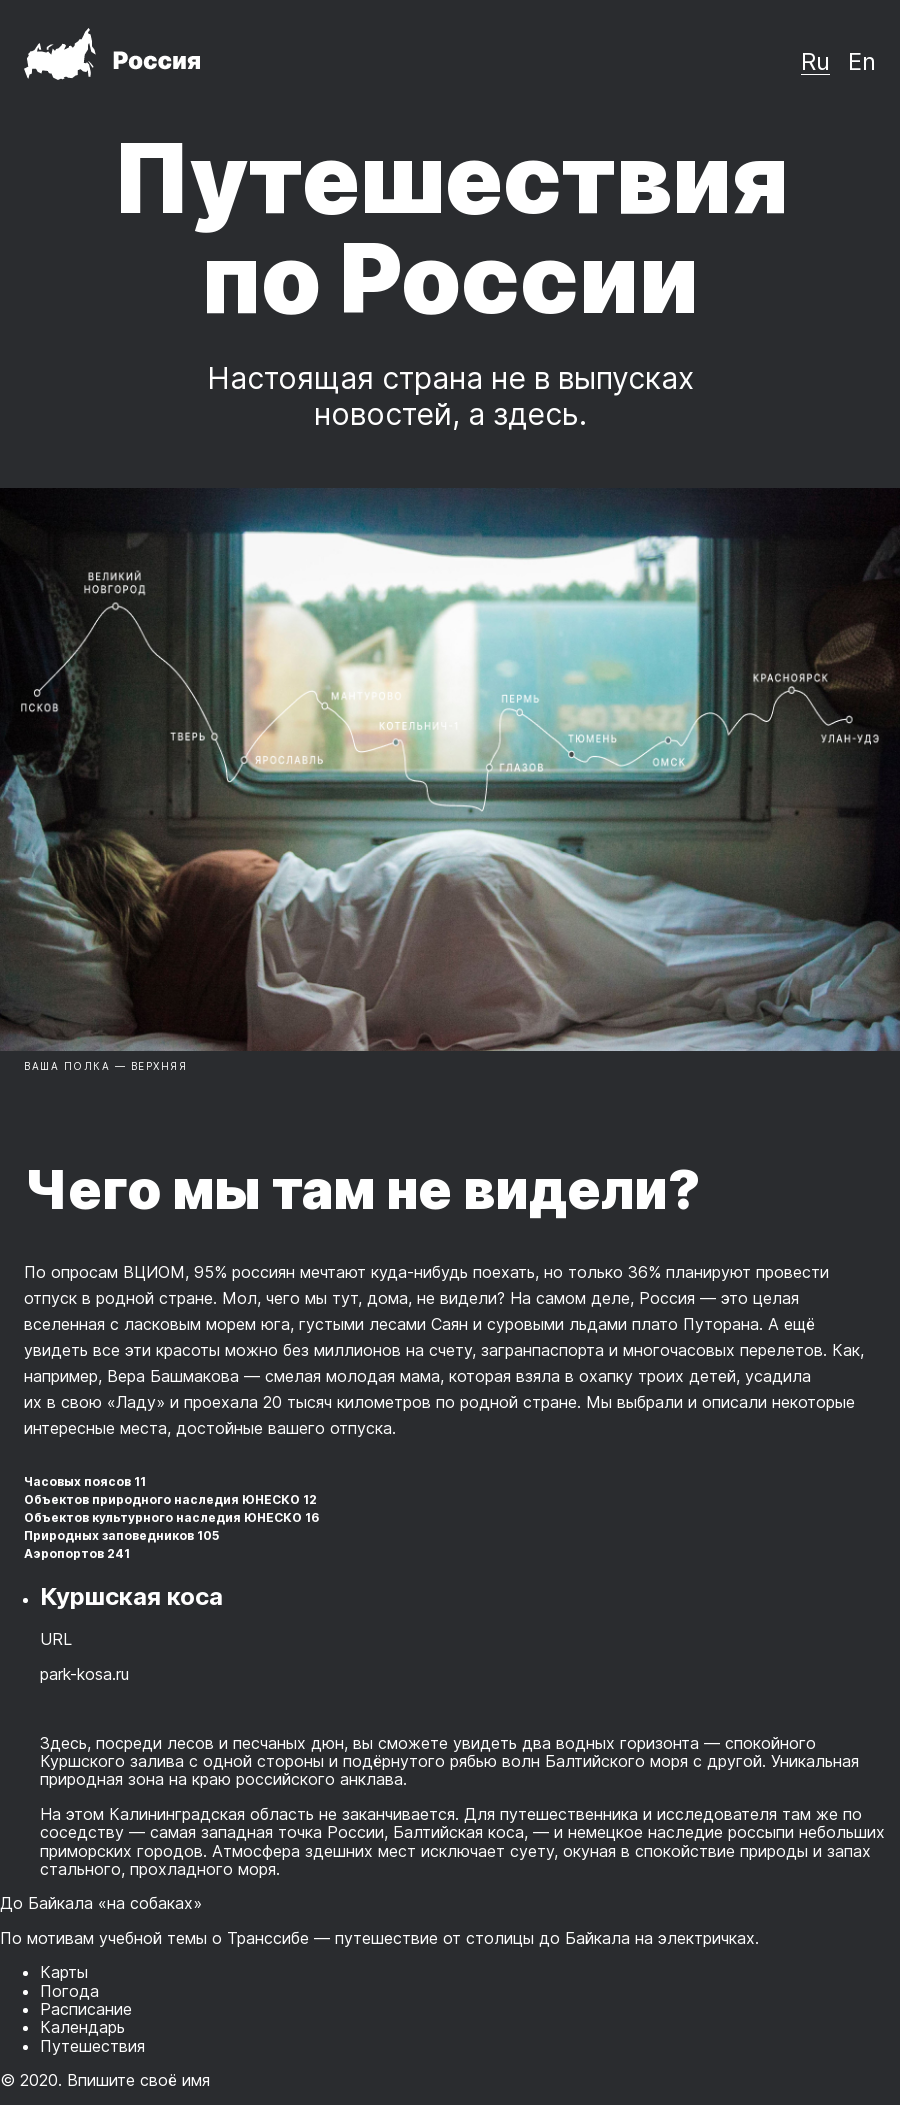 Россия
Ru En
Путешествия
по России
Настоящая страна не в выпусках
новостей, а здесь.
ВЕЛИКИЙ
НОВГОРОД
ПСКОВ
ТВЕРЬ
ЯРОСЛАВЛЬ
МАНТУРОВО
КОТЕЛЬНИЧ-1
ГЛАЗОВ
ПЕРМЬ
ТЮМЕНЬ
ОМСК
КРАСНОЯРСК
УЛАН-УДЭ
ВАША ПОЛКА — ВЕРХНЯЯ
Чего мы там не видели?
По опросам ВЦИОМ, 95% россиян мечтают куда-нибудь поехать, но только 36% планируют провести
отпуск в родной стране. Мол, чего мы тут, дома, не видели? На самом деле, Россия — это целая
вселенная с ласковым морем юга, густыми лесами Саян и суровыми льдами плато Путорана. А ещё
увидеть все эти красоты можно без миллионов на счету, загранпаспорта и многочасовых перелетов. Как,
например, Вера Башмакова — смелая молодая мама, которая взяла в охапку троих детей, усадила
их в свою «Ладу» и проехала 20 тысяч километров по родной стране. Мы выбрали и описали некоторые
интересные места, достойные вашего отпуска.
Часовых поясов 11
Объектов природного наследия ЮНЕСКО 12
Объектов культурного наследия ЮНЕСКО 16
Природных заповедников 105
Аэропортов 241
• Куршская коса
URL
park-kosa.ru
Здесь, посреди лесов и песчаных дюн, вы сможете увидеть два водных горизонта — спокойного
Куршского залива с одной стороны и подёрнутого рябью волн Балтийского моря с другой. Уникальная
природная зона на краю российского анклава.
На этом Калининградская область не заканчивается. Для путешественника и исследователя там же по
соседству — самая западная точка России, Балтийская коса, — и немецкое наследие россыпи небольших
приморских городов. Атмосфера здешних мест исключает суету, окуная в спокойствие природы и запах
стального, прохладного моря.
До Байкала «на собаках»
По мотивам учебной темы о Транссибе — путешествие от столицы до Байкала на электричках.
• Карты
• Погода
• Расписание
• Календарь
• Путешествия
© 2020. Впишите своё имя